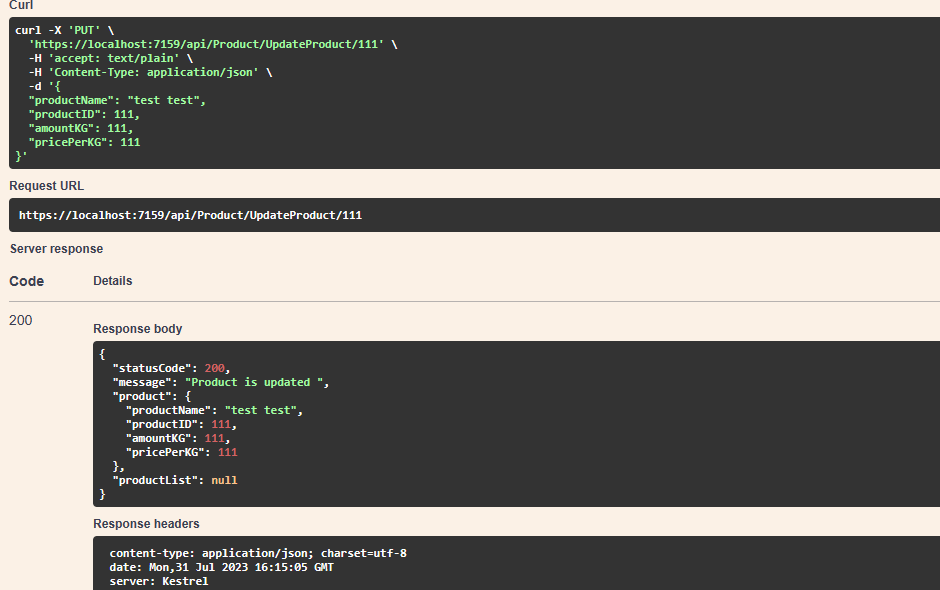 Curl
curl -X 'PUT' \
'https://localhost:7159/api/Product/UpdateProduct/111' \
-H 'accept: text/plain' \
-H 'Content-Type: application/json' \
-d '{
"productName": "test test",
"productID": 111,
"amountKG": 111,
"pricePerKG": 111
}'
Request URL
https://localhost:7159/api/Product/UpdateProduct/111
Server response
Code Details
200
Response body
{
"statusCode": 200,
"message": "Product is updated ",
"product": {
"productName": "test test",
"productID": 111,
"amountKG": 111,
"pricePerKG": 111
},
"productList": null
}
Response headers
content-type: application/json; charset=utf-8
date: Mon,31 Jul 2023 16:15:05 GMT
server: Kestrel